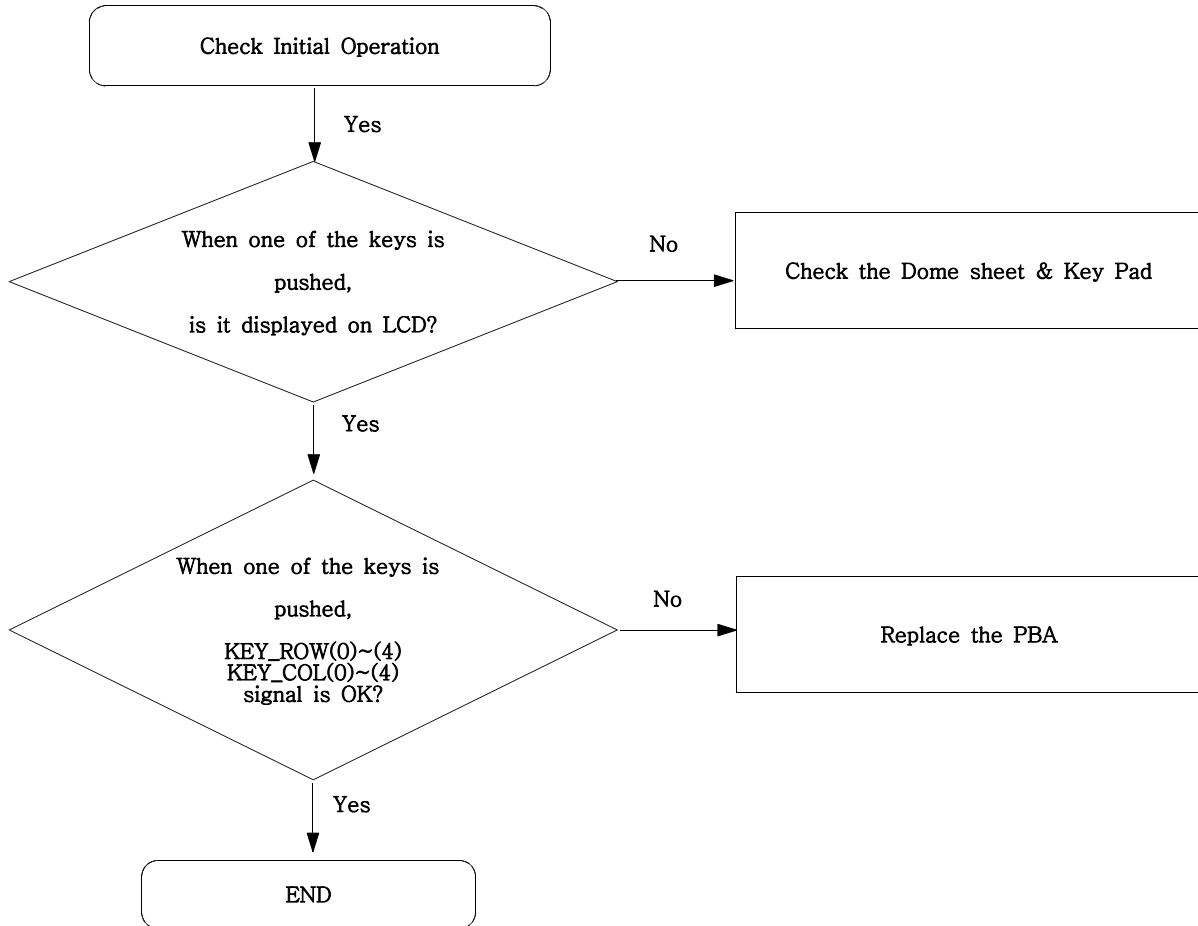 Check Initial Operation
Yes
When one of the keys is
pushed,
is it displayed on LCD?
No
Check the Dome sheet & Key Pad
Yes
When one of the keys is
pushed,
KEY_ROW(0)~(4)
KEY_COL(0)~(4)
signal is OK?
No
Replace the PBA
Yes
END